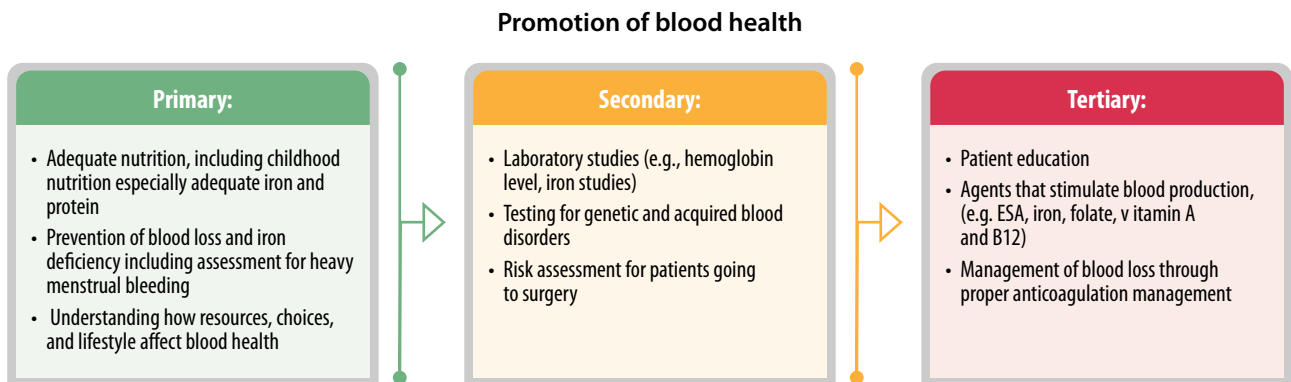 Promotion of blood health
Primary:
• Adequate nutrition, including childhood
nutrition especially adequate iron and
protein
• Prevention of blood loss and iron
deficiency including assessment for heavy
menstrual bleeding
• Understanding how resources, choices,
and lifestyle affect blood health
Secondary:
• Laboratory studies (e.g., hemoglobin
level, iron studies)
• Testing for genetic and acquired blood
disorders
• Risk assessment for patients going
to surgery
Tertiary:
• Patient education
• Agents that stimulate blood production,
(e.g. ESA, iron, folate, v itamin A
and B12)
• Management of blood loss through
proper anticoagulation management